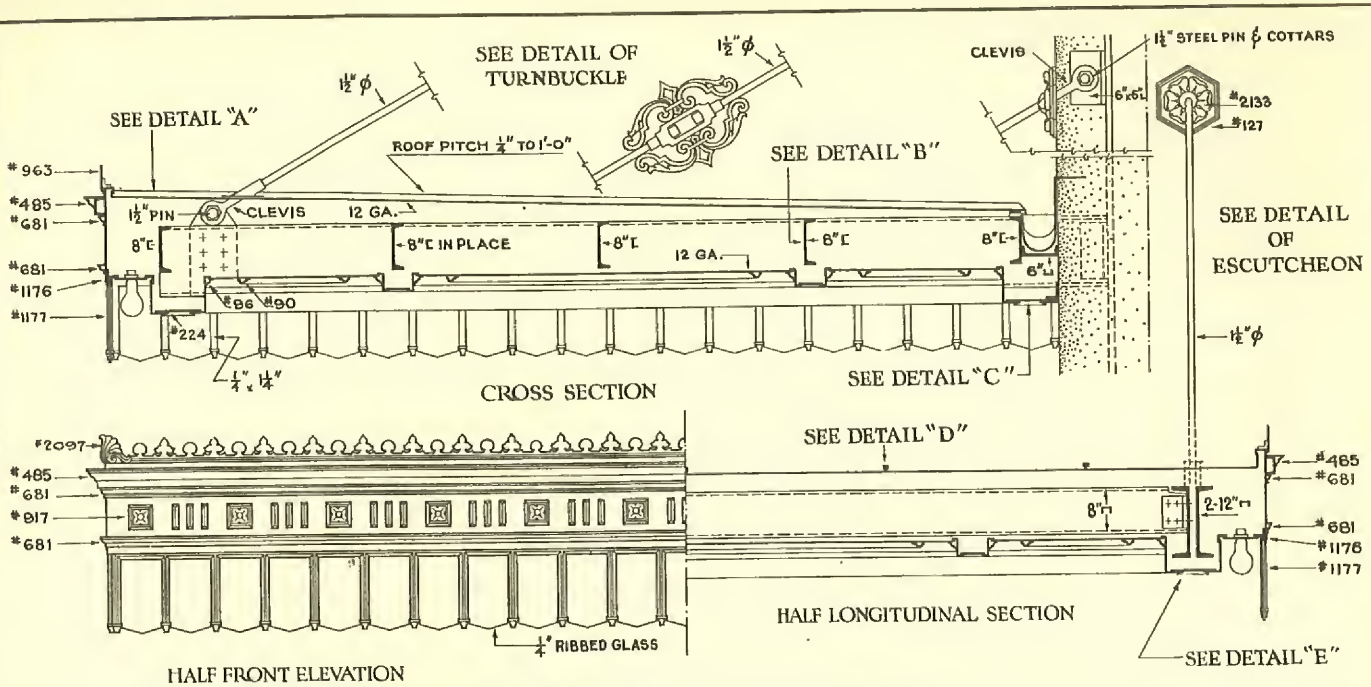 SEE DETAIL OF
TURNBUCKLE
1½" ϕ
1½" ϕ
CLEVIS
1½" STEEL PIN & COTTARS
6"x6"L
#2133
#127
SEE DETAIL "A"
ROOF PITCH ¼" TO 1'-0"
SEE DETAIL "B"
#963
#485
#681
1½" PIN
CLEVIS
12 GA.
SEE DETAIL
OF
ESCUTCHEON
8"[
8"[ IN PLACE
8"[
8"[
8"[
12 GA.
6"
#681
#1176
#1177
#96
#90
#224
¼" x 1¼"
1½" ϕ
CROSS SECTION
SEE DETAIL "C"
#2097
SEE DETAIL "D"
#485
#681
#917
#681
#485
#681
8"
2-12"
#681
#1176
#1177
¼" RIBBED GLASS
HALF LONGITUDINAL SECTION
SEE DETAIL "E"
HALF FRONT ELEVATION